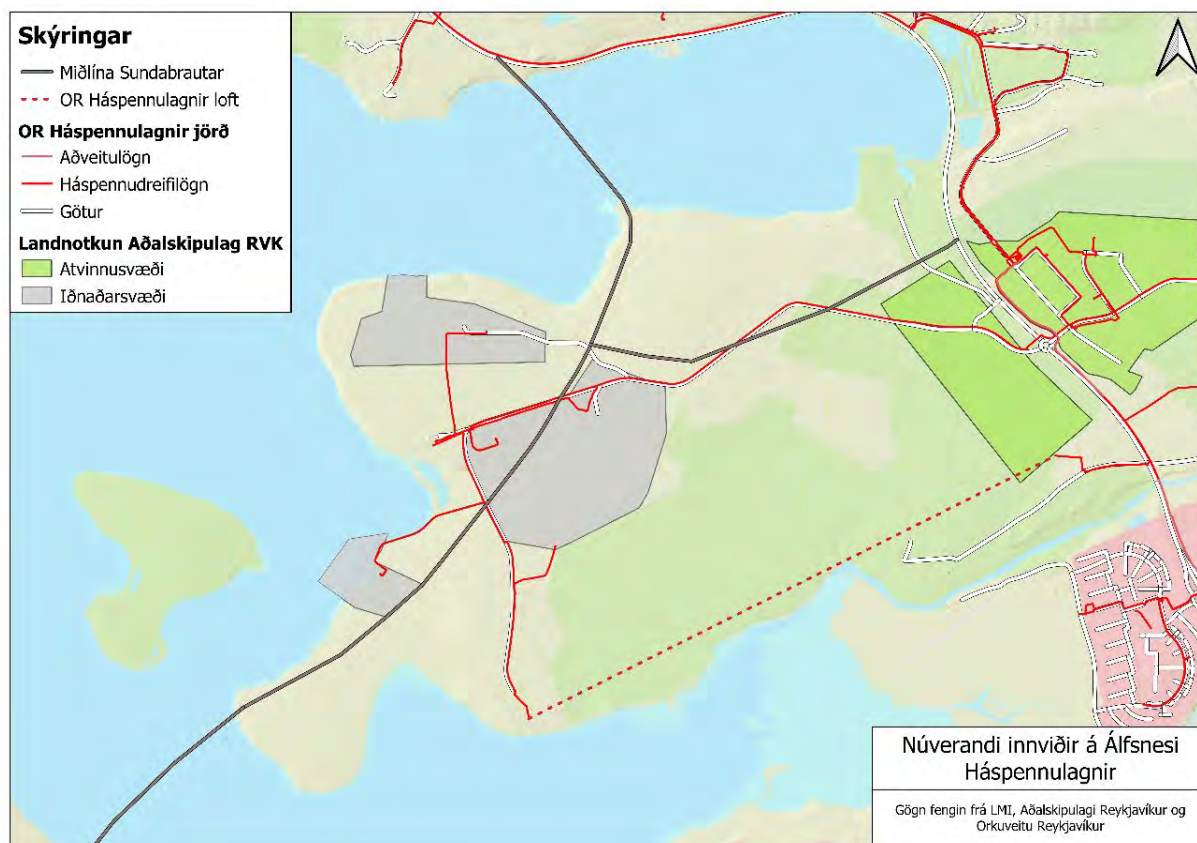 Skýringar
Miðlína Sundabrautar
OR Háspennulagnir loft
OR Háspennulagnir jörð
Aðveitulögn
Háspennudreifilögn
Götur
Landnotkun Aðalskipulag RVK
Atvinnusvæði
Iðnaðarsvæði
Núverandi innviðir á Álfsnesi
Háspennulagnir
Gögn fengin frá LMI, Aðalskipulagi Reykjavíkur og
Orkuveitu Reykjavíkur